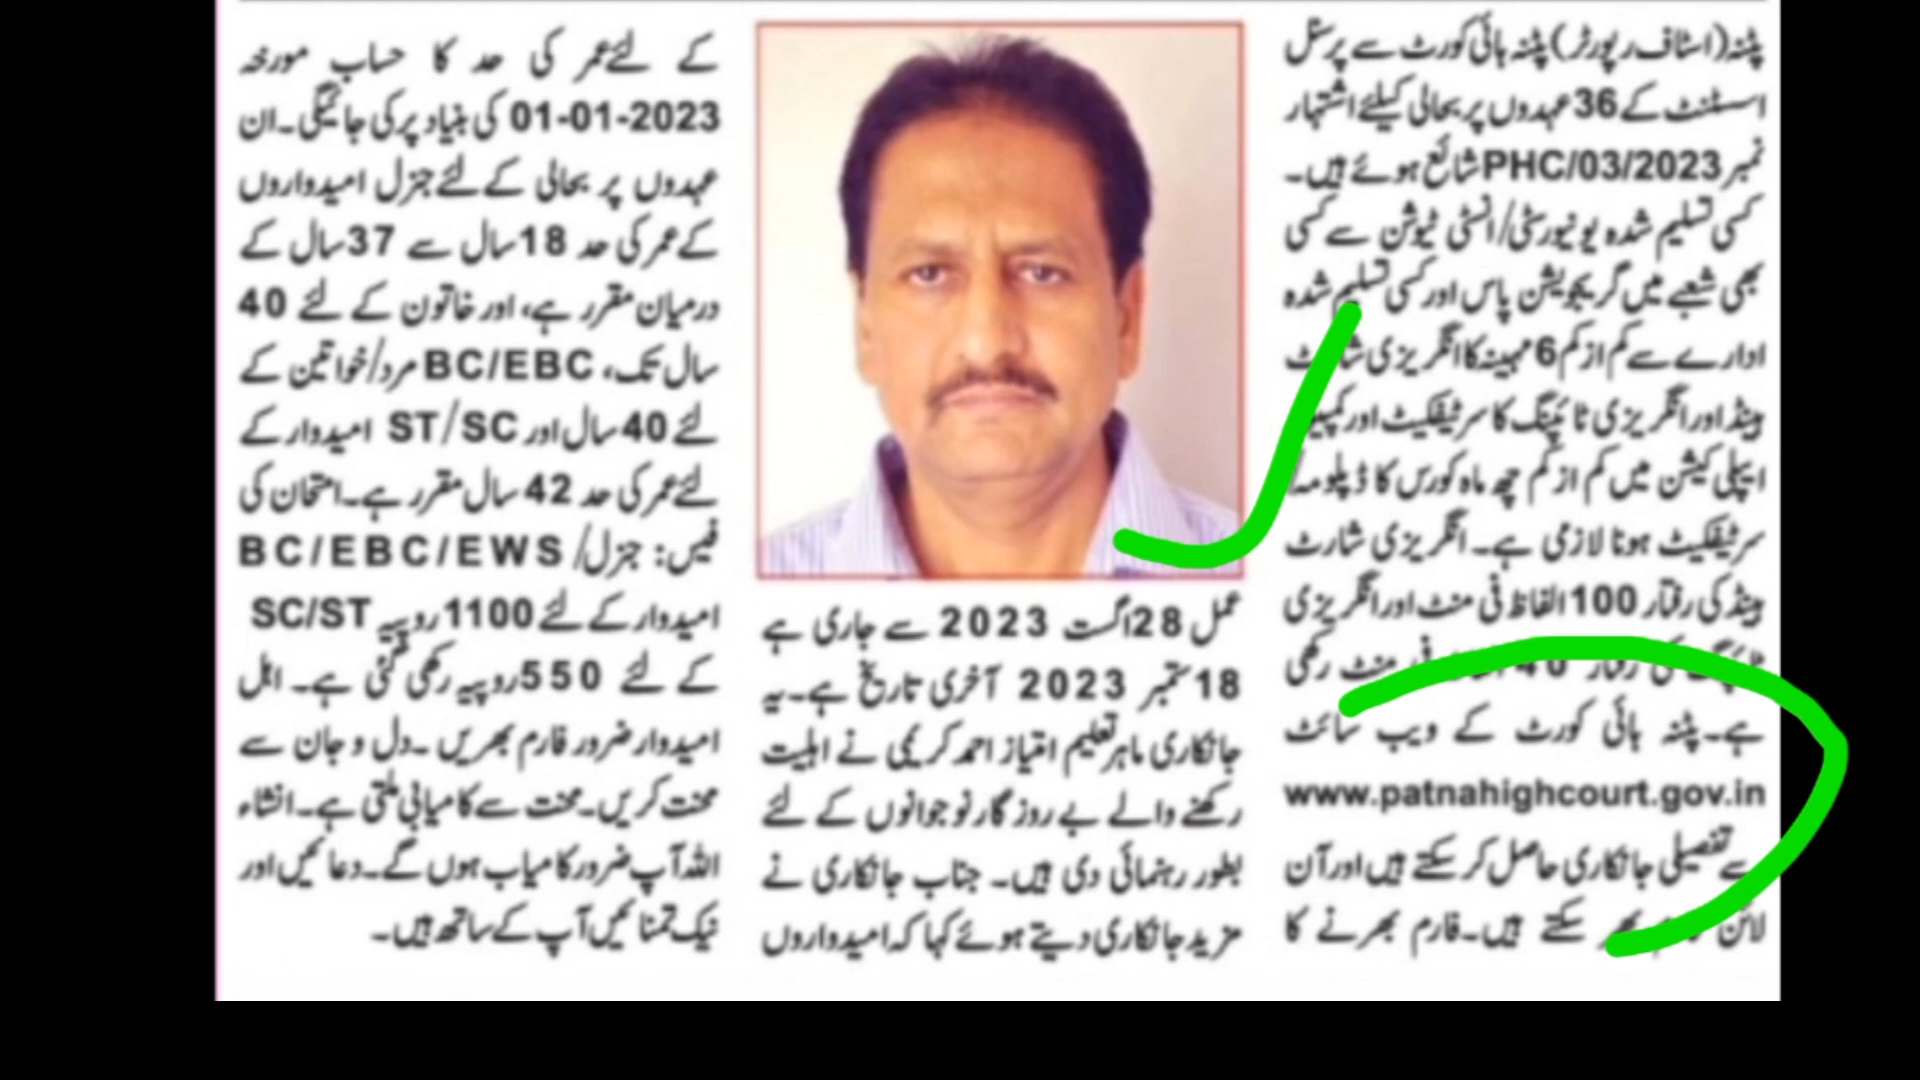 پٹنہ(اسٹاف رپورٹر) پٹنہ ہائی کورٹ سے پرسنل
اسسٹنٹ کے 36 عہدوں پر بحالی کیلئے اشتہار
نمبر PHC/03/2023 شائع ہوئے ہیں۔
کسی تسلیم شدہ یونیورسٹی/انسٹی ٹیوشن سے کسی
بھی شعبے میں گریجویشن پاس اور کسی تسلیم شدہ
ادارے سے کم از کم 6 مہینہ کا انگریزی شارٹ
ہینڈ اور انگریزی ٹائپنگ کا سرٹیفکیٹ اور
ایپلی کیشن میں کم از کم چھ ماہ کورس کا ڈپلومہ
سرٹیفکیٹ ہونا لازمی ہے۔ انگریزی شارٹ
ہینڈ کی رفتار 100 الفاظ فی منٹ اور انگریزی
کی رفتار 40 فی منٹ رکھی
ہے۔ پٹنہ ہائی کورٹ کے ویب سائٹ
www.patnahighcourt.gov.in
سے تفصیلی جانکاری حاصل کر سکتے ہیں اور آن
لائن بھر سکتے ہیں۔ فارم بھرنے کا
عمل 28 اگست 2023 سے جاری ہے
18 ستمبر 2023 آخری تاریخ ہے۔ یہ
جانکاری ماہر تعلیم امتیاز احمد کریمی نے اہلیت
رکھنے والے بے روزگار نوجوانوں کے لئے
بطور رہنمائی دی ہیں۔ جناب جانکاری نے
مزید جانکاری دیتے ہوئے کہا کہ امیدواروں
کے لئے عمر کی حد کا حساب مورخہ
01-01-2023 کی بنیاد پر کی جائیگی۔ ان
عہدوں پر بحالی کے لئے جنرل امیدواروں
کے عمر کی حد 18 سال سے 37 سال کے
درمیان مقرر ہے، اور خاتون کے لئے 40
سال تک، BC/EBC مرد/خواتین کے
لئے 40 سال اور ST/SC امیدوار کے
لئے عمر کی حد 42 سال مقرر ہے۔ امتحان کی
فیس: جنرل/BC/EBC/EWS
امیدوار کے لئے 1100 روپیہ SC/ST
کے لئے 550 روپیہ رکھی گئی ہے۔ اہل
امیدوار ضرور فارم بھریں۔ دل و جان سے
محنت کریں۔ محنت سے کامیابی ملتی ہے۔ انشاء
اللہ آپ ضرور کامیاب ہوں گے۔ دعائیں اور
نیک تمنائیں آپ کے ساتھ ہیں۔